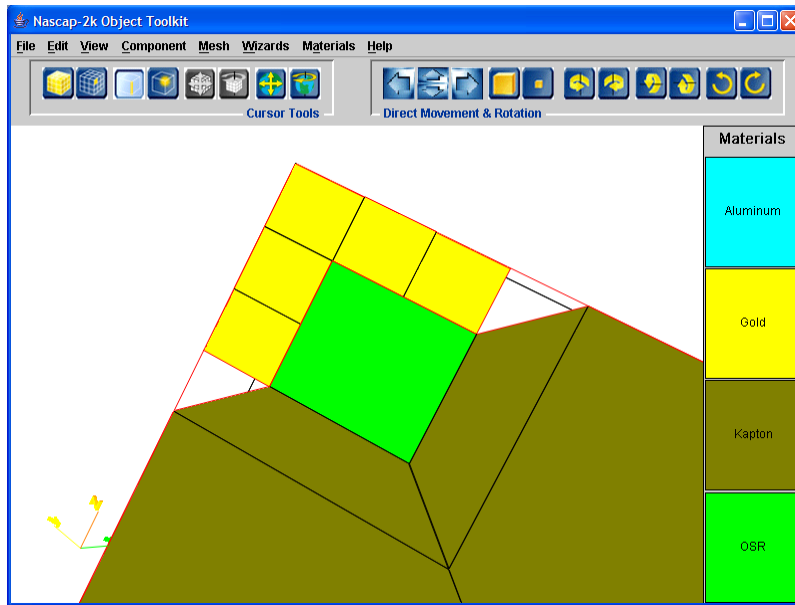 Nascap-2k Object Toolkit
File Edit View Component Mesh Wizards Materials Help
Cursor Tools
Direct Movement & Rotation
Materials
Aluminum
Gold
Kapton
OSR